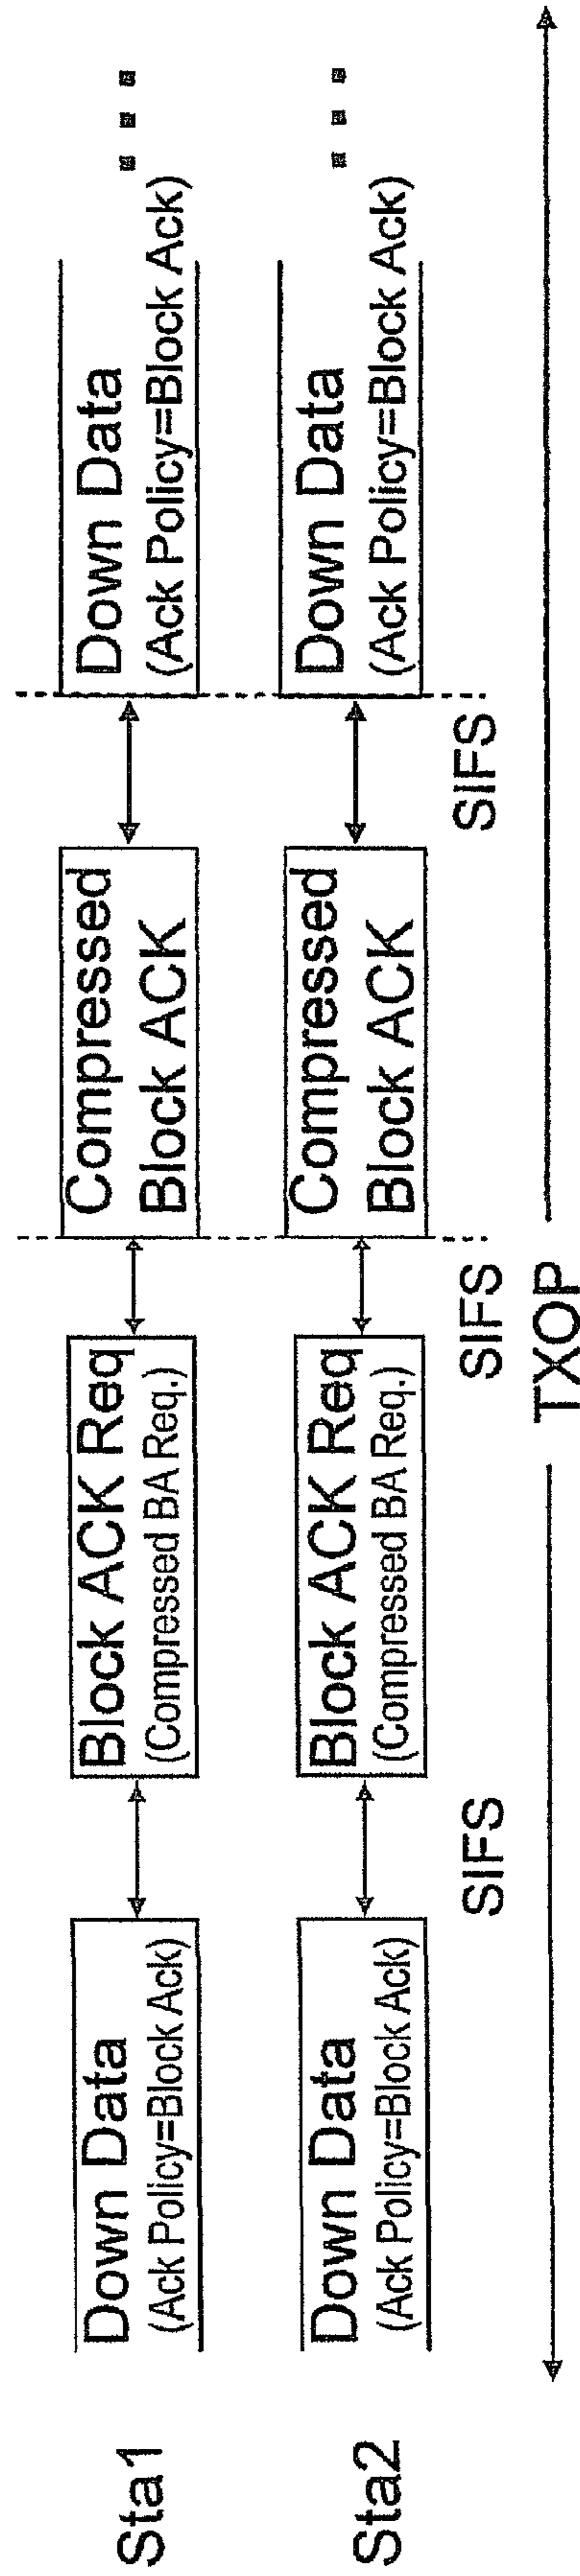 Sta1
Down Data
(Ack Policy=Block Ack)
Block ACK Req
(Compressed BA Req.)
Compressed
Block ACK
Down Data
(Ack Policy=Block Ack)
Sta2
Down Data
(Ack Policy=Block Ack)
Block ACK Req
(Compressed BA Req.)
Compressed
Block ACK
Down Data
(Ack Policy=Block Ack)
SIFS
SIFS
SIFS
TXOP